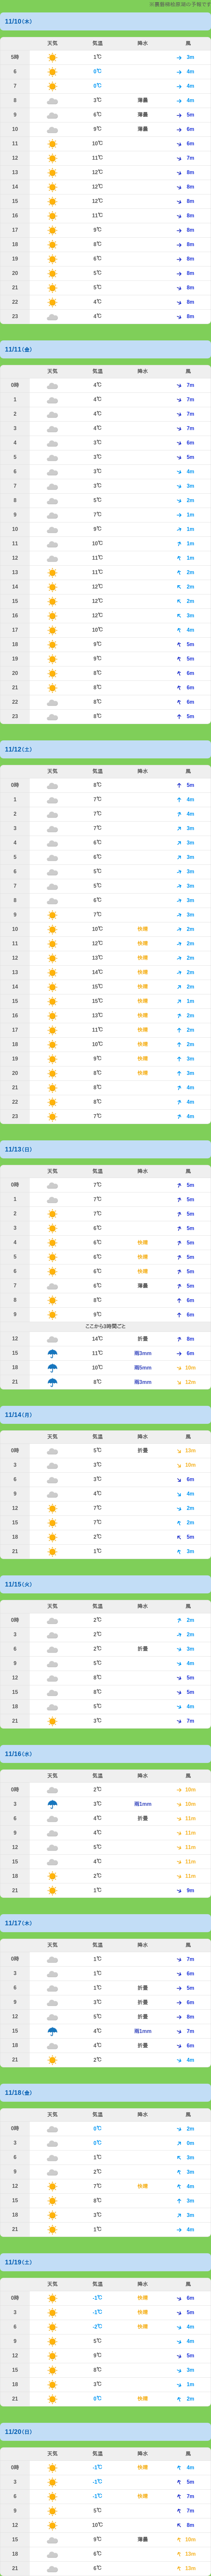 ※裏磐梯桧原湖の予報です
11/10（木）
天気 気温 降水 風
5時 1℃ 3m
6 0℃ 4m
7 0℃ 4m
8 3℃ 薄曇 4m
9 6℃ 薄曇 5m
10 9℃ 薄曇 6m
11 10℃ 6m
12 11℃ 7m
13 12℃ 8m
14 12℃ 8m
15 12℃ 8m
16 11℃ 8m
17 9℃ 8m
18 8℃ 8m
19 6℃ 8m
20 5℃ 8m
21 5℃ 8m
22 4℃ 8m
23 4℃ 8m
11/11（金）
天気 気温 降水 風
0時 4℃ 7m
1 4℃ 7m
2 4℃ 7m
3 4℃ 7m
4 3℃ 6m
5 3℃ 5m
6 3℃ 4m
7 3℃ 3m
8 5℃ 2m
9 7℃ 1m
10 9℃ 1m
11 10℃ 1m
12 11℃ 1m
13 11℃ 2m
14 12℃ 2m
15 12℃ 2m
16 12℃ 3m
17 10℃ 4m
18 9℃ 5m
19 9℃ 5m
20 8℃ 6m
21 8℃ 6m
22 8℃ 6m
23 8℃ 5m
11/12（土）
天気 気温 降水 風
0時 8℃ 5m
1 7℃ 4m
2 7℃ 4m
3 7℃ 3m
4 6℃ 3m
5 6℃ 3m
6 5℃ 3m
7 5℃ 3m
8 6℃ 3m
9 7℃ 3m
10 10℃ 快晴 2m
11 12℃ 快晴 2m
12 13℃ 快晴 2m
13 14℃ 快晴 2m
14 15℃ 快晴 2m
15 15℃ 快晴 1m
16 13℃ 快晴 2m
17 11℃ 快晴 2m
18 10℃ 快晴 2m
19 9℃ 快晴 3m
20 8℃ 快晴 3m
21 8℃ 4m
22 8℃ 4m
23 7℃ 4m
11/13（日）
天気 気温 降水 風
0時 7℃ 5m
1 7℃ 5m
2 7℃ 5m
3 6℃ 5m
4 6℃ 快晴 5m
5 6℃ 快晴 5m
6 6℃ 快晴 5m
7 6℃ 薄曇 5m
8 8℃ 6m
9 9℃ 6m
ここから3時間ごと
12 14℃ 折曇 8m
15 11℃ 雨3mm 6m
18 10℃ 雨5mm 10m
21 8℃ 雨3mm 12m
11/14（月）
天気 気温 降水 風
0時 5℃ 折曇 13m
3 3℃ 10m
6 3℃ 6m
9 4℃ 4m
12 7℃ 2m
15 7℃ 2m
18 2℃ 5m
21 1℃ 3m
11/15（火）
天気 気温 降水 風
0時 2℃ 2m
3 2℃ 2m
6 2℃ 折曇 3m
9 5℃ 4m
12 8℃ 5m
15 8℃ 5m
18 5℃ 4m
21 3℃ 7m
11/16（水）
天気 気温 降水 風
0時 2℃ 10m
3 3℃ 雨1mm 10m
6 4℃ 折曇 11m
9 4℃ 11m
12 5℃ 11m
15 4℃ 11m
18 2℃ 11m
21 1℃ 9m
11/17（木）
天気 気温 降水 風
0時 1℃ 7m
3 1℃ 6m
6 1℃ 折曇 5m
9 3℃ 折曇 6m
12 5℃ 折曇 8m
15 4℃ 雨1mm 7m
18 4℃ 折曇 6m
21 2℃ 4m
11/18（金）
天気 気温 降水 風
0時 0℃ 2m
3 0℃ 0m
6 1℃ 3m
9 2℃ 3m
12 7℃ 快晴 4m
15 8℃ 3m
18 3℃ 3m
21 1℃ 4m
11/19（土）
天気 気温 降水 風
0時 -1℃ 快晴 6m
3 -1℃ 快晴 5m
6 -2℃ 快晴 4m
9 5℃ 4m
12 9℃ 5m
15 8℃ 3m
18 3℃ 1m
21 0℃ 快晴 2m
11/20（日）
天気 気温 降水 風
0時 -1℃ 快晴 4m
3 -1℃ 5m
6 -1℃ 快晴 7m
9 5℃ 7m
12 10℃ 8m
15 9℃ 薄曇 10m
18 6℃ 13m
21 6℃ 13m